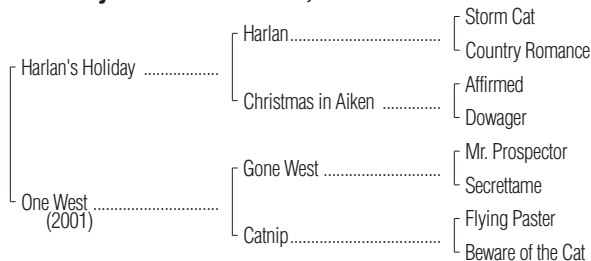 Storm Cat
Harlan
Country Romance
Harlan's Holiday
Affirmed
Christmas in Aiken
Dowager
Mr. Prospector
Gone West
Secrettame
One West
(2001)
Flying Paster
Catnip
Beware of the Cat